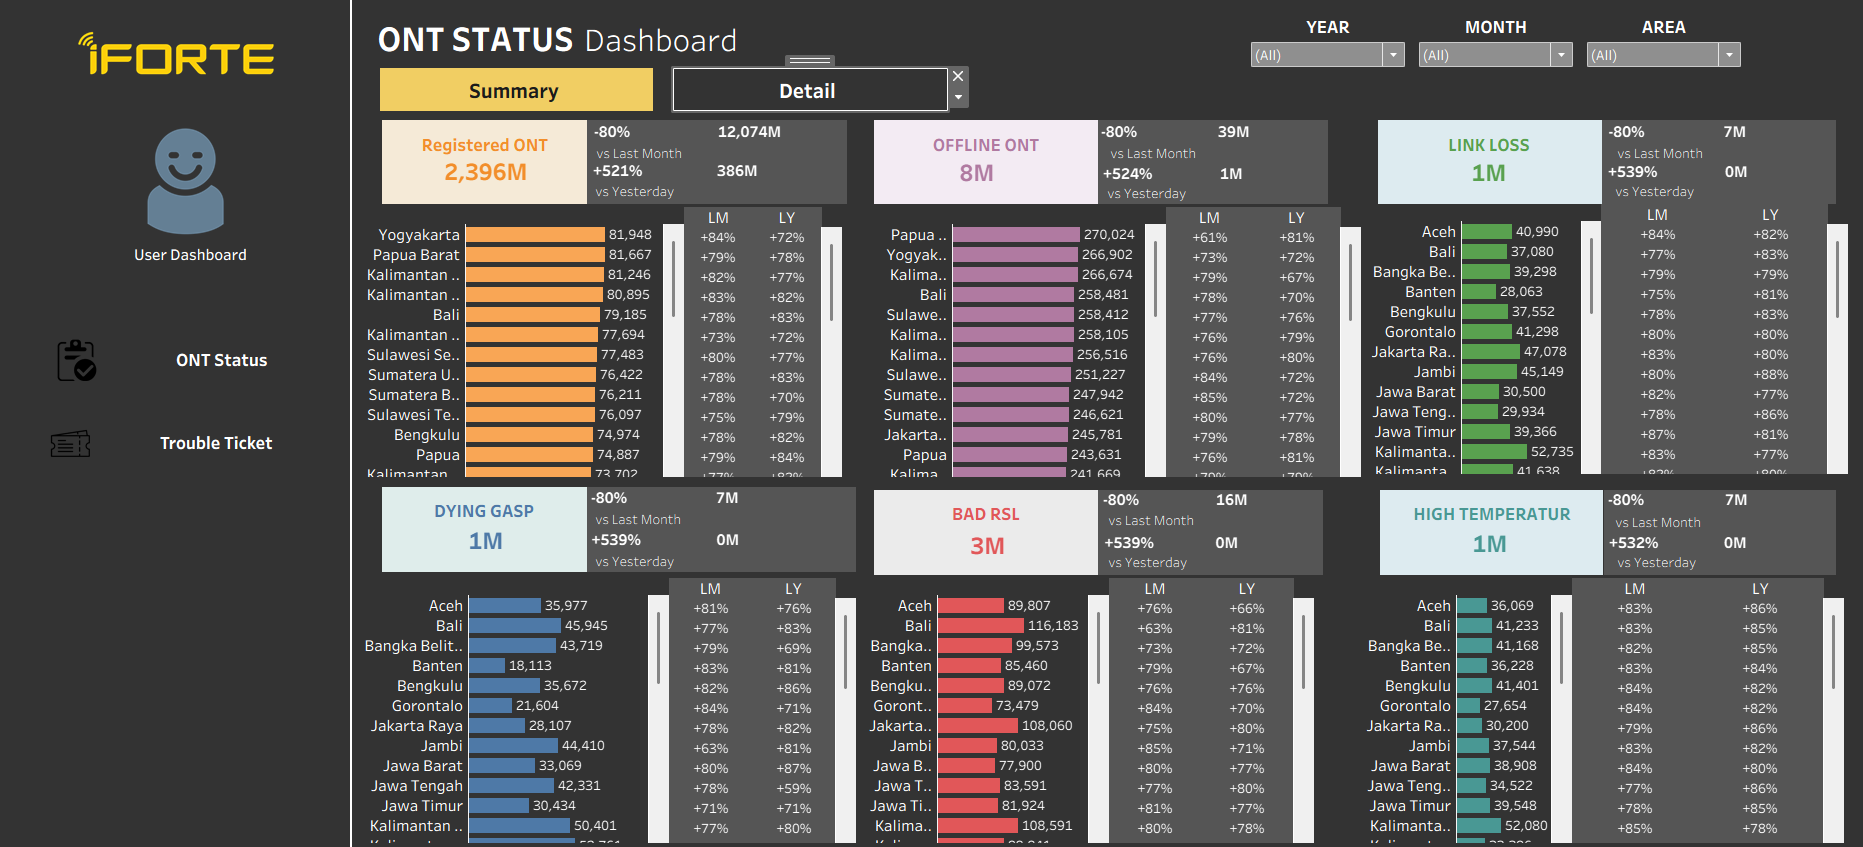 iFORTE
User Dashboard
ONT Status
Trouble Ticket
ONT STATUS Dashboard
YEAR MONTH AREA
(All) (All) (All)
Summary Detail
Registered ONT
2,396M
-80% 12,074M
vs Last Month
+521% 386M
vs Yesterday
LM LY
Yogyakarta 81,948 +84% +72%
Papua Barat 81,667 +79% +78%
Kalimantan .. 81,246 +82% +77%
Kalimantan .. 80,895 +83% +82%
Bali 79,185 +78% +83%
Kalimantan .. 77,694 +73% +72%
Sulawesi Se.. 77,483 +80% +77%
Sumatera U.. 76,422 +78% +83%
Sumatera B.. 76,211 +78% +70%
Sulawesi Te.. 76,097 +75% +79%
Bengkulu 74,974 +78% +82%
Papua 74,887 +79% +84%
Kalimantan 73,702 +77% +82%
OFFLINE ONT
8M
-80% 39M
vs Last Month
+524% 1M
vs Yesterday
LM LY
Papua .. 270,024 +61% +81%
Yogyak.. 266,902 +73% +72%
Kalima.. 266,674 +79% +67%
Bali 258,481 +78% +70%
Sulawe.. 258,412 +77% +76%
Kalima.. 258,105 +76% +79%
Kalima.. 256,516 +76% +80%
Sulawe.. 251,227 +84% +72%
Sumate.. 247,942 +85% +72%
Sumate.. 246,621 +80% +77%
Jakarta.. 245,781 +79% +78%
Papua 243,631 +76% +81%
Kalima.. 241,669 +79% +79%
LINK LOSS
1M
-80% 7M
vs Last Month
+539% 0M
vs Yesterday
LM LY
Aceh 40,990 +84% +82%
Bali 37,080 +77% +83%
Bangka Be.. 39,298 +79% +79%
Banten 28,063 +75% +81%
Bengkulu 37,552 +78% +83%
Gorontalo 41,298 +80% +80%
Jakarta Ra.. 47,078 +83% +80%
Jambi 45,149 +80% +88%
Jawa Barat 30,500 +82% +77%
Jawa Teng.. 29,934 +78% +86%
Jawa Timur 39,366 +87% +81%
Kalimanta.. 52,735 +83% +77%
Kalimanta.. 41,638 +82% +80%
DYING GASP
1M
-80% 7M
vs Last Month
+539% 0M
vs Yesterday
LM LY
Aceh 35,977 +81% +76%
Bali 45,945 +77% +83%
Bangka Belit.. 43,719 +79% +69%
Banten 18,113 +83% +81%
Bengkulu 35,672 +82% +86%
Gorontalo 21,604 +84% +71%
Jakarta Raya 28,107 +78% +82%
Jambi 44,410 +63% +81%
Jawa Barat 33,069 +80% +87%
Jawa Tengah 42,331 +78% +59%
Jawa Timur 30,434 +71% +71%
Kalimantan .. 50,401 +77% +80%
BAD RSL
3M
-80% 16M
vs Last Month
+539% 0M
vs Yesterday
LM LY
Aceh 89,807 +76% +66%
Bali 116,183 +63% +81%
Bangka.. 99,573 +73% +72%
Banten 85,460 +79% +67%
Bengku.. 89,072 +76% +76%
Goront.. 73,479 +84% +70%
Jakarta.. 108,060 +75% +80%
Jambi 80,033 +85% +71%
Jawa B.. 77,900 +80% +77%
Jawa T.. 83,591 +77% +80%
Jawa Ti.. 81,924 +81% +77%
Kalima.. 108,591 +80% +78%
HIGH TEMPERATUR
1M
-80% 7M
vs Last Month
+532% 0M
vs Yesterday
LM LY
Aceh 36,069 +83% +86%
Bali 41,233 +83% +85%
Bangka Be.. 41,168 +82% +85%
Banten 36,228 +83% +84%
Bengkulu 41,401 +84% +82%
Gorontalo 27,654 +84% +82%
Jakarta Ra.. 30,200 +79% +86%
Jambi 37,544 +83% +82%
Jawa Barat 38,908 +84% +80%
Jawa Teng.. 34,522 +77% +86%
Jawa Timur 39,548 +78% +85%
Kalimanta.. 52,080 +85% +78%